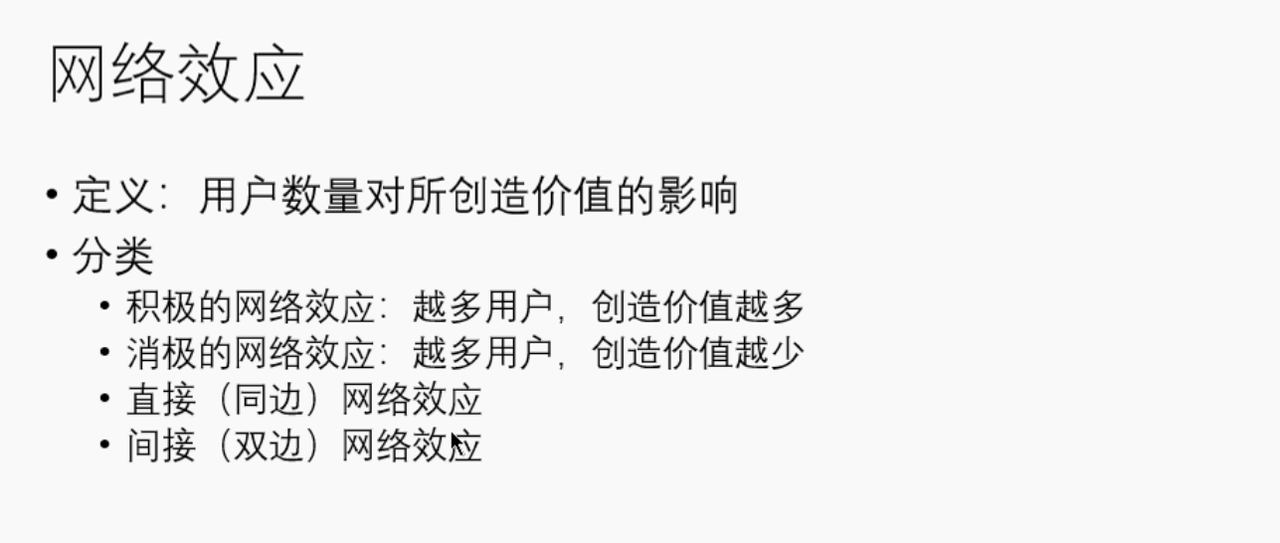 网络效应
• 定义：用户数量对所创造价值的影响
• 分类
• 积极的网络效应：越多用户，创造价值越多
• 消极的网络效应：越多用户，创造价值越少
• 直接（同边）网络效应
• 间接（双边）网络效应